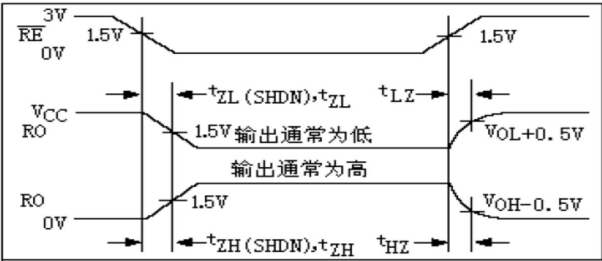 3V
RE 1.5V 1.5V
0V
tZL(SHDN),tZL tLZ
VCC
RO 1.5V输出通常为低 VOL+0.5V
输出通常为高
RO 1.5V VOH-0.5V
0V
tZH(SHDN),tZH tHZ